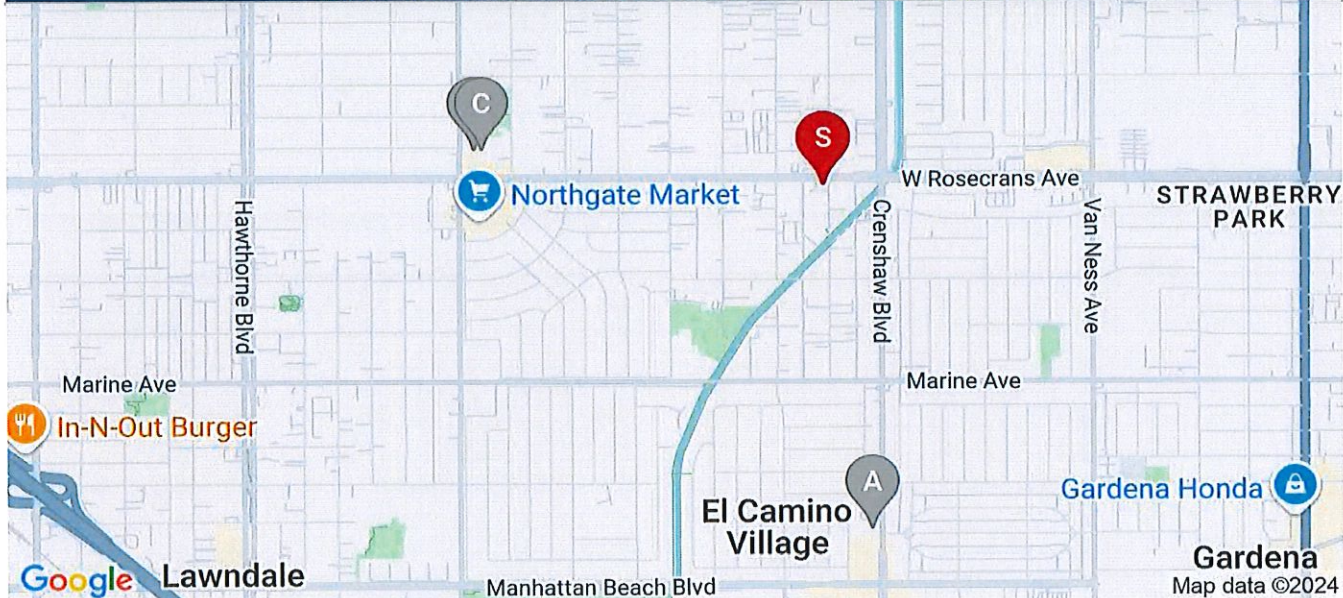 C
S
Northgate Market
W Rosecrans Ave
STRAWBERRY
PARK
Hawthorne Blvd
Crenshaw Blvd
Van Ness Ave
Marine Ave
Marine Ave
In-N-Out Burger
A
El Camino
Village
Gardena Honda
Gardena
Google
Lawndale
Manhattan Beach Blvd
Map data ©2024